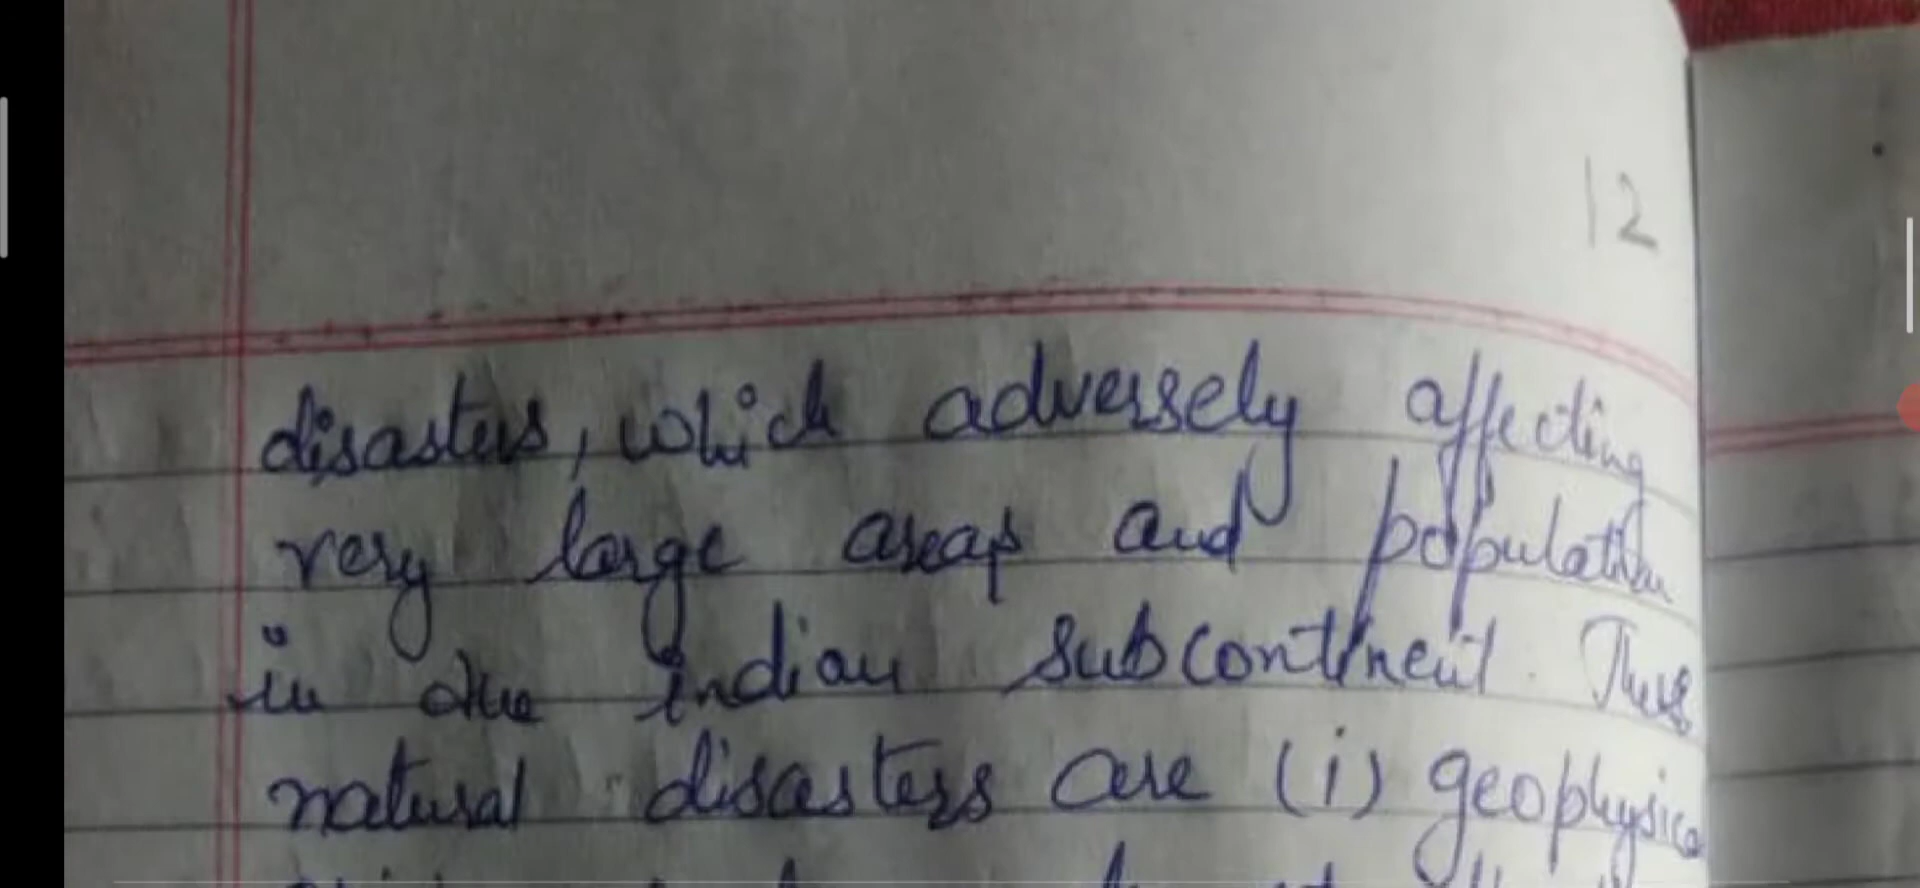 12
disasters, which adversely affecting
very large areas and population
in the indian subcontinent. These
natural disasters are (i) geophysica